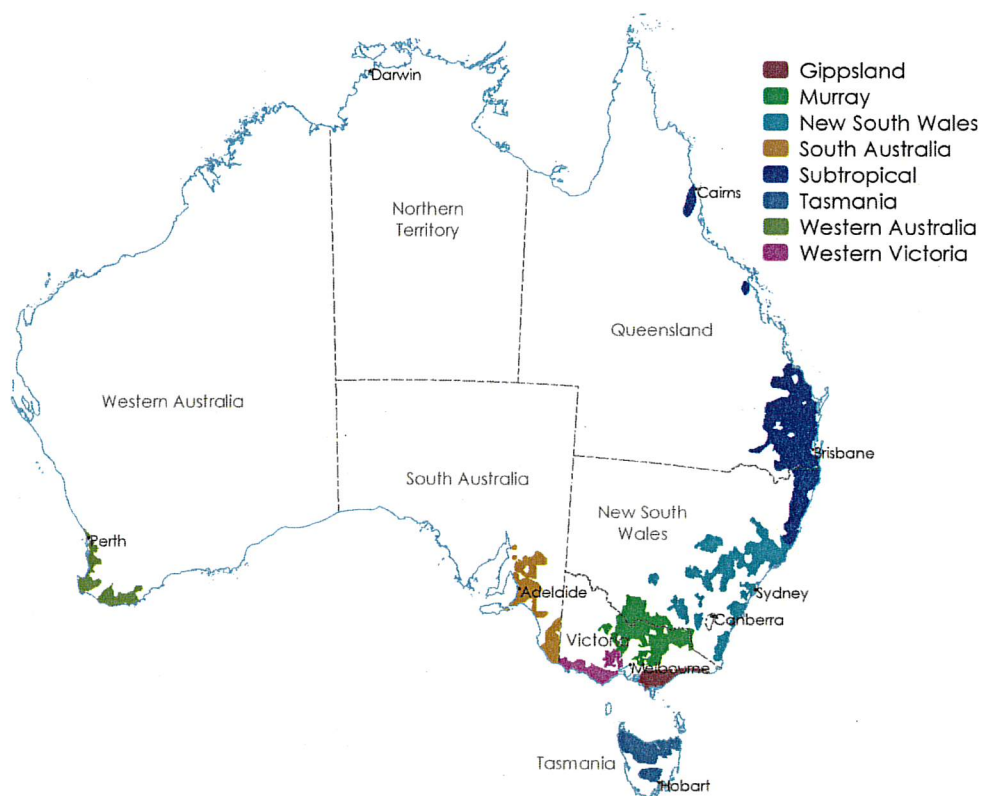 Darwin
Gippsland
Murray
New South Wales
South Australia
Subtropical
Tasmania
Western Australia
Western Victoria
Cairns
Northern
Territory
Queensland
Western Australia
Brisbane
South Australia
New South
Wales
Perth
Adelaide
Sydney
Canberra
Victoria
Melbourne
Tasmania
Hobart